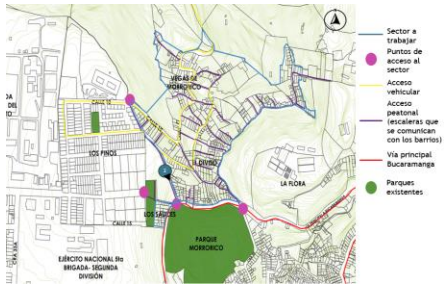 VEGAS DE
MORRORICO
CALLE 12
LOS PINOS
EL DIVISO
LA FLORA
LOS SAUCES
CALLE 15
PARQUE
MORRORICO
EJÉRCITO NACIONAL 5ta
BRIGADA- SEGUNDA
DIVISIÓN
Sector a
trabajar
Puntos de
acceso al
sector
Acceso
vehicular
Acceso
peatonal
(escaleras que
se comunican
con los barrios)
Vía principal
Bucaramanga
Parques
existentes